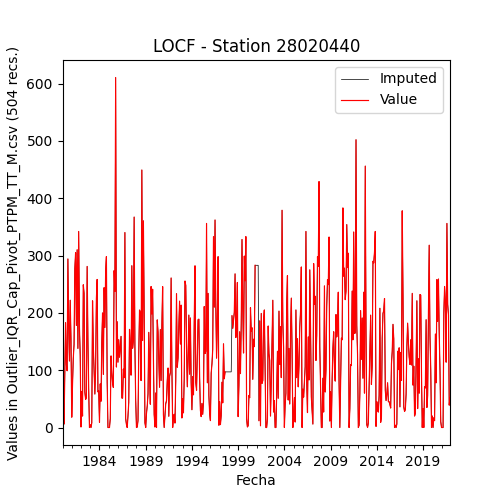 LOCF - Station 28020440
Imputed
Value
Values in Outlier_IQR_Cap_Pivot_PTPM_TT_M.csv (504 recs.)
600
500
400
300
200
100
0
1984 1989 1994 1999 2004 2009 2014 2019
Fecha